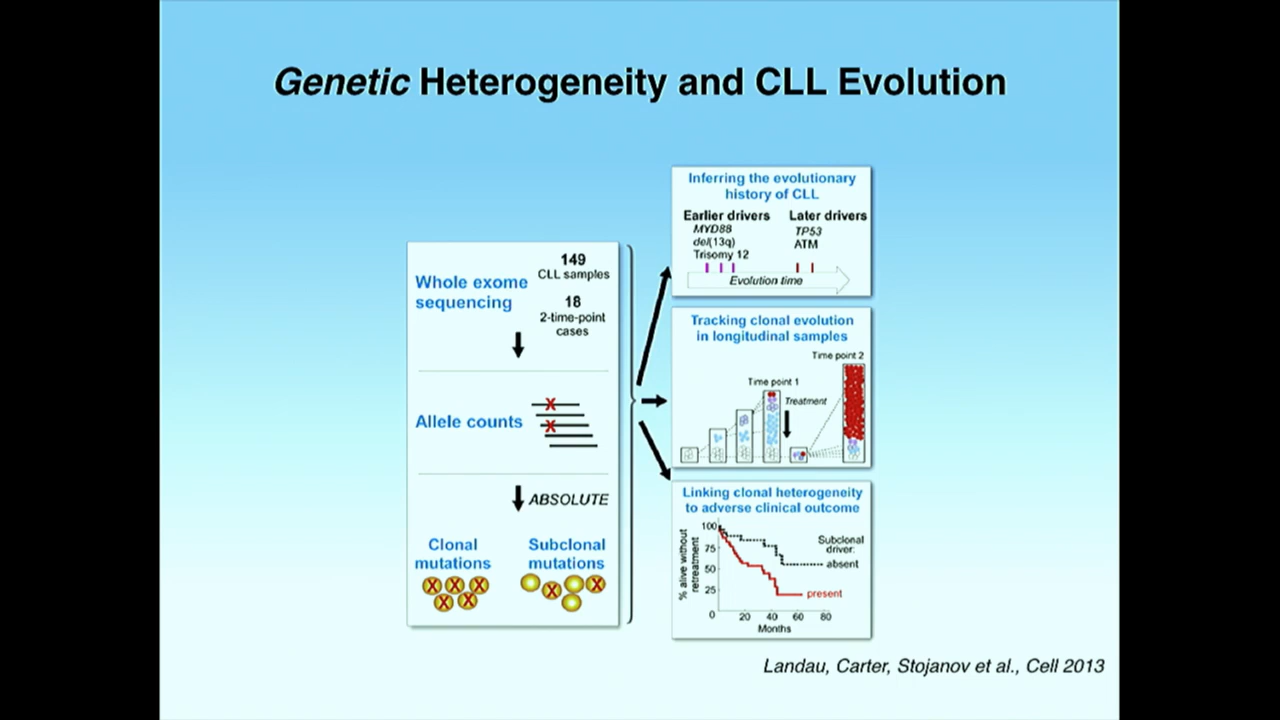 Genetic Heterogeneity and CLL Evolution
Whole exome
sequencing
149
CLL samples
18
2-time-point
cases
Allele counts
X
X
ABSOLUTE
Clonal
mutations
X X X
X X
Subclonal
mutations
X X
Inferring the evolutionary
history of CLL
Earlier drivers
MYD88
del(13q)
Trisomy 12
Later drivers
TP53
ATM
Evolution time
Tracking clonal evolution
in longitudinal samples
Time point 2
Time point 1
Treatment
Linking clonal heterogeneity
to adverse clinical outcome
% alive without
retreatment
100
75
50
25
0
20 40 60 80
Months
Subclonal
driver:
absent
present
Landau, Carter, Stojanov et al., Cell 2013